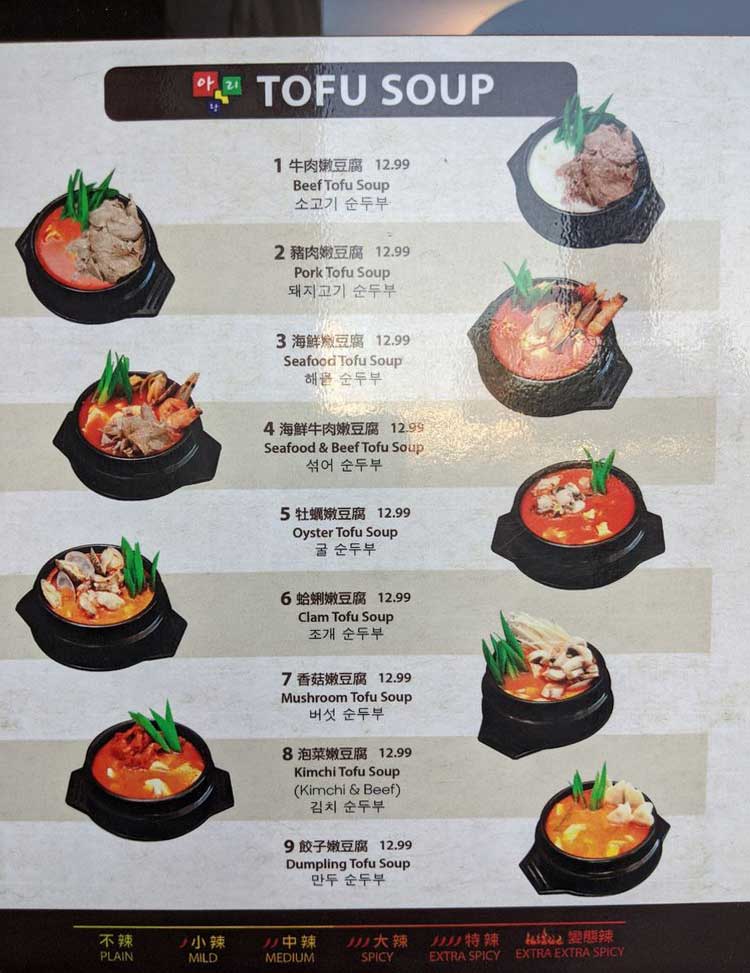 아리랑 TOFU SOUP
1 牛肉嫩豆腐 12.99
Beef Tofu Soup
소고기 순두부
2 豬肉嫩豆腐 12.99
Pork Tofu Soup
돼지고기 순두부
3 海鮮嫩豆腐 12.99
Seafood Tofu Soup
해물 순두부
4 海鮮牛肉嫩豆腐 12.99
Seafood & Beef Tofu Soup
섞어 순두부
5 牡蠣嫩豆腐 12.99
Oyster Tofu Soup
굴 순두부
6 蛤蜊嫩豆腐 12.99
Clam Tofu Soup
조개 순두부
7 香菇嫩豆腐 12.99
Mushroom Tofu Soup
버섯 순두부
8 泡菜嫩豆腐 12.99
Kimchi Tofu Soup
(Kimchi & Beef)
김치 순두부
9 餃子嫩豆腐 12.99
Dumpling Tofu Soup
만두 순두부
不辣 小辣 中辣 大辣 特辣 變態辣
PLAIN MILD MEDIUM SPICY EXTRA SPICY EXTRA EXTRA SPICY